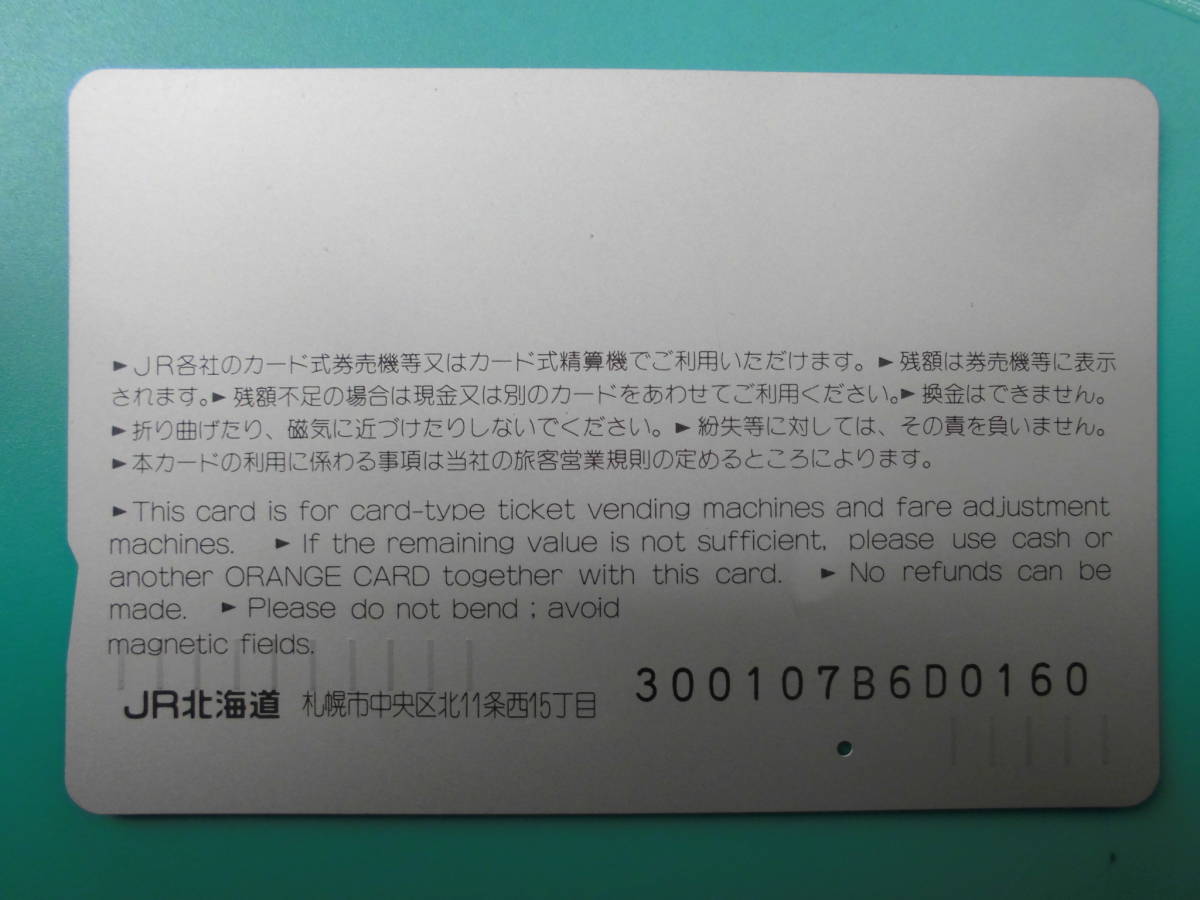 ►JR各社のカード式券売機等又はカード式精算機でご利用いただけます。►残額は券売機等に表示
されます。►残額不足の場合は現金又は別のカードをあわせてご利用ください。►換金はできません。
►折り曲げたり、磁気に近づけたりしないでください。►紛失等に対しては、その責を負いません。
►本カードの利用に係わる事項は当社の旅客営業規則の定めるところによります。
►This card is for card-type ticket vending machines and fare adjustment
machines. ►If the remaining value is not sufficient, please use cash or
another ORANGE CARD together with this card. ►No refunds can be
made. ►Please do not bend ; avoid
magnetic fields.
JR北海道 札幌市中央区北11条西15丁目 300107B6D0160